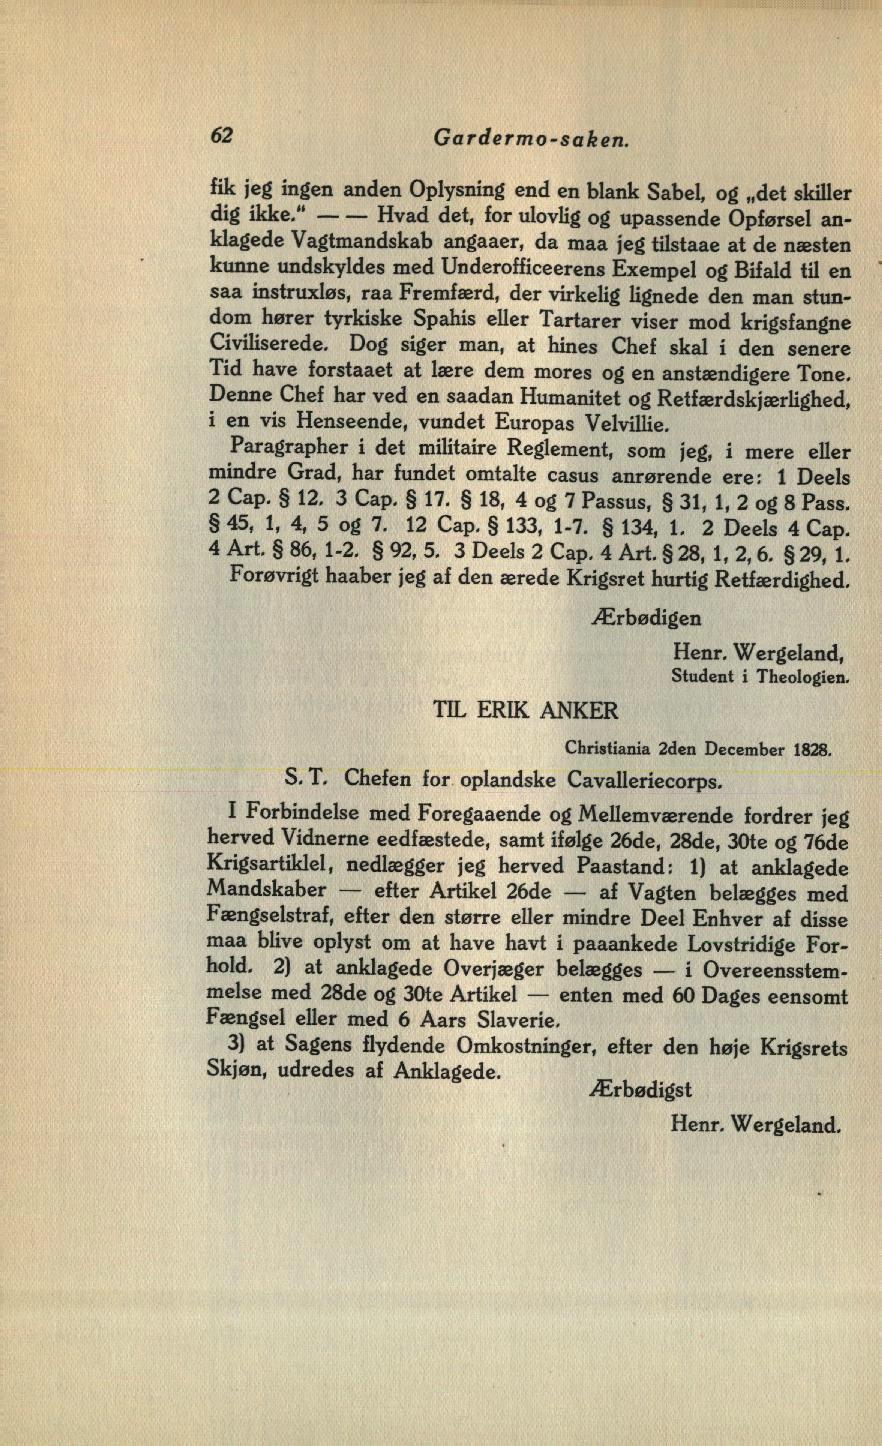 62 Gardermo-saken.
fik jeg ingen anden Oplysning end en blank Sabel, og „det skiller
dig ikke.“ — — Hvad det, for ulovlig og upassende Opførsel an-
klagede Vagtmandskab angaaer, da maa jeg tilstaae at de næsten
kunne undskyldes med Underofficeerens Exempel og Bifald til en
saa instruxløs, raa Fremfærd, der virkelig lignede den man stun-
dom hører tyrkiske Spahis eller Tartarer viser mod krigsfangne
Civiliserede. Dog siger man, at hines Chef skal i den senere
Tid have forstaaet at lære dem mores og en anstændigere Tone.
Denne Chef har ved en saadan Humanitet og Retfærdskjærlighed,
i en vis Henseende, vundet Europas Velvillie.
Paragrapher i det militaire Reglement, som jeg, i mere eller
mindre Grad, har fundet omtalte casus anrørende ere: 1 Deels
2 Cap. § 12. 3 Cap. § 17. § 18, 4 og 7 Passus, § 31, 1, 2 og 8 Pass.
§ 45, 1, 4, 5 og 7. 12 Cap. § 133, 1-7. § 134, 1. 2 Deels 4 Cap.
4 Art. § 86, 1-2. § 92, 5. 3 Deels 2 Cap. 4 Art. § 28, 1, 2, 6. § 29, 1.
Forøvrigt haaber jeg af den ærede Krigsret hurtig Retfærdighed.
Ærbødigen
Henr. Wergeland,
Student i Theologien.
TIL ERIK ANKER
Christiania 2den December 1828.
S. T. Chefen for oplandske Cavalleriecorps.
I Forbindelse med Foregaaende og Mellemværende fordrer jeg
herved Vidnerne eedfæstede, samt ifølge 26de, 28de, 30te og 76de
Krigsartiklel, nedlægger jeg herved Paastand: 1) at anklagede
Mandskaber — efter Artikel 26de — af Vagten belægges med
Fængselstraf, efter den større eller mindre Deel Enhver af disse
maa blive oplyst om at have havt i paaankede Lovstridige For-
hold. 2) at anklagede Overjæger belægges — i Overeensstem-
melse med 28de og 30te Artikel — enten med 60 Dages eensomt
Fængsel eller med 6 Aars Slaverie.
3) at Sagens flydende Omkostninger, efter den høje Krigsrets
Skjøn, udredes af Anklagede.
Ærbødigst
Henr. Wergeland.